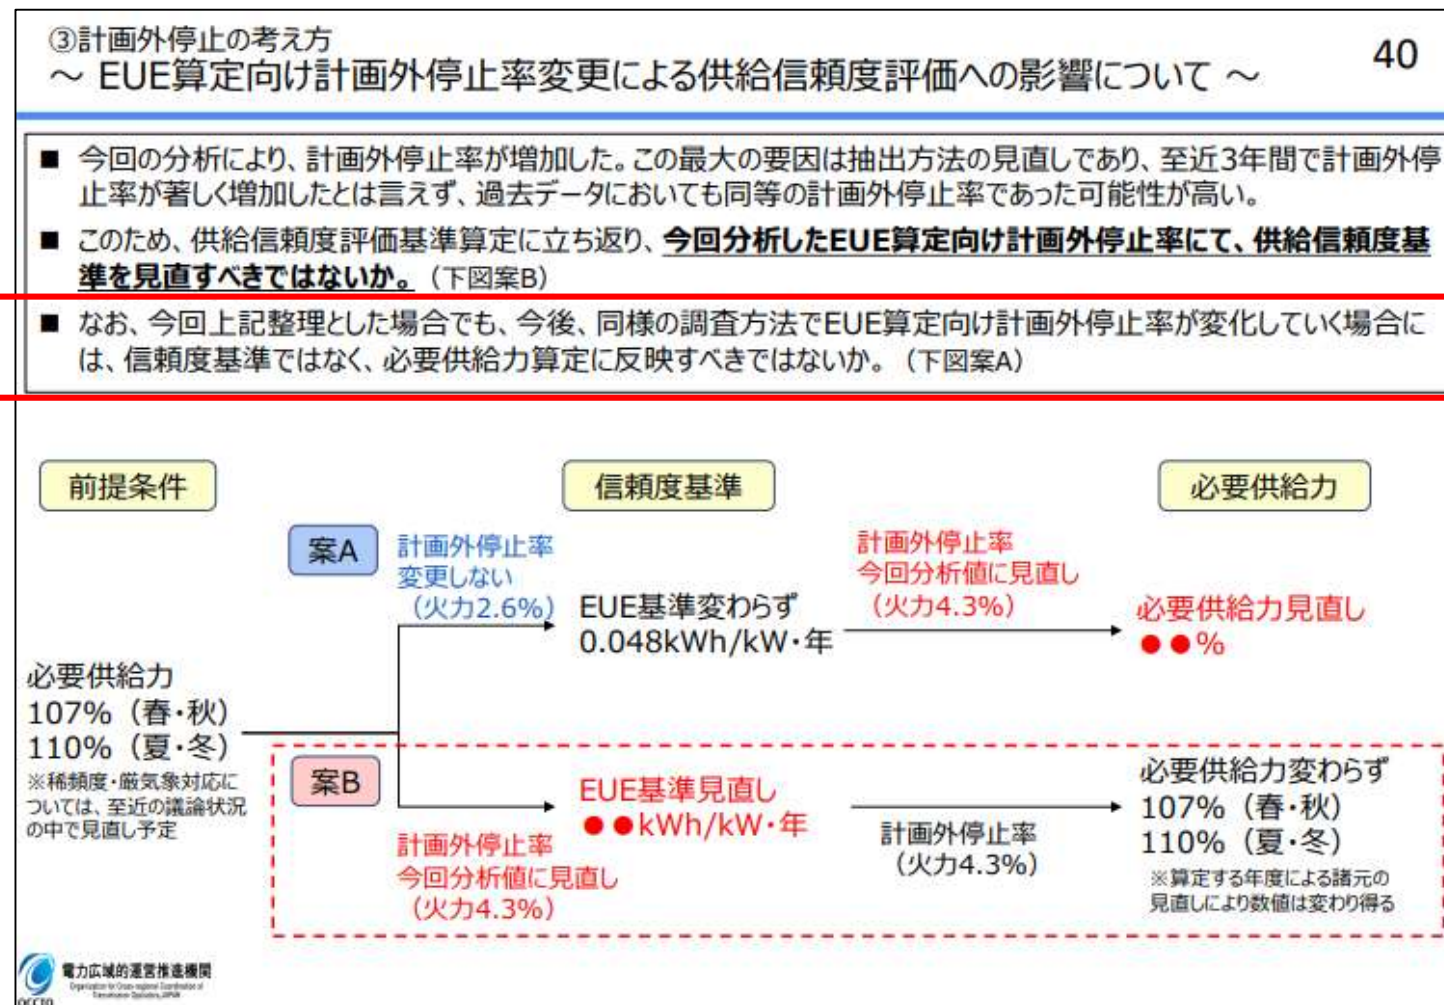 ③計画外停止の考え方
～ EUE算定向け計画外停止率変更による供給信頼度評価への影響について ～
40
■ 今回の分析により、計画外停止率が増加した。この最大の要因は抽出方法の見直しであり、至近3年間で計画外停
止率が著しく増加したとは言えず、過去データにおいても同等の計画外停止率であった可能性が高い。
■ このため、供給信頼度評価基準算定に立ち返り、今回分析したEUE算定向け計画外停止率にて、供給信頼度基
準を見直すべきではないか。（下図案B）
■ なお、今回上記整理とした場合でも、今後、同様の調査方法でEUE算定向け計画外停止率が変化していく場合に
は、信頼度基準ではなく、必要供給力算定に反映すべきではないか。（下図案A）
前提条件
信頼度基準
必要供給力
案A
計画外停止率
変更しない
（火力2.6%）
EUE基準変わらず
0.048kWh/kW・年
計画外停止率
今回分析値に見直し
（火力4.3%）
必要供給力見直し
●●%
必要供給力
107%（春・秋）
110%（夏・冬）
※稀頻度・厳気象対応に
ついては、至近の議論状況
の中で見直し予定
案B
計画外停止率
今回分析値に見直し
（火力4.3%）
EUE基準見直し
●●kWh/kW・年
計画外停止率
（火力4.3%）
必要供給力変わらず
107%（春・秋）
110%（夏・冬）
※算定する年度による諸元の
見直しにより数値は変わり得る
電力広域的運営推進機関
OCCTO